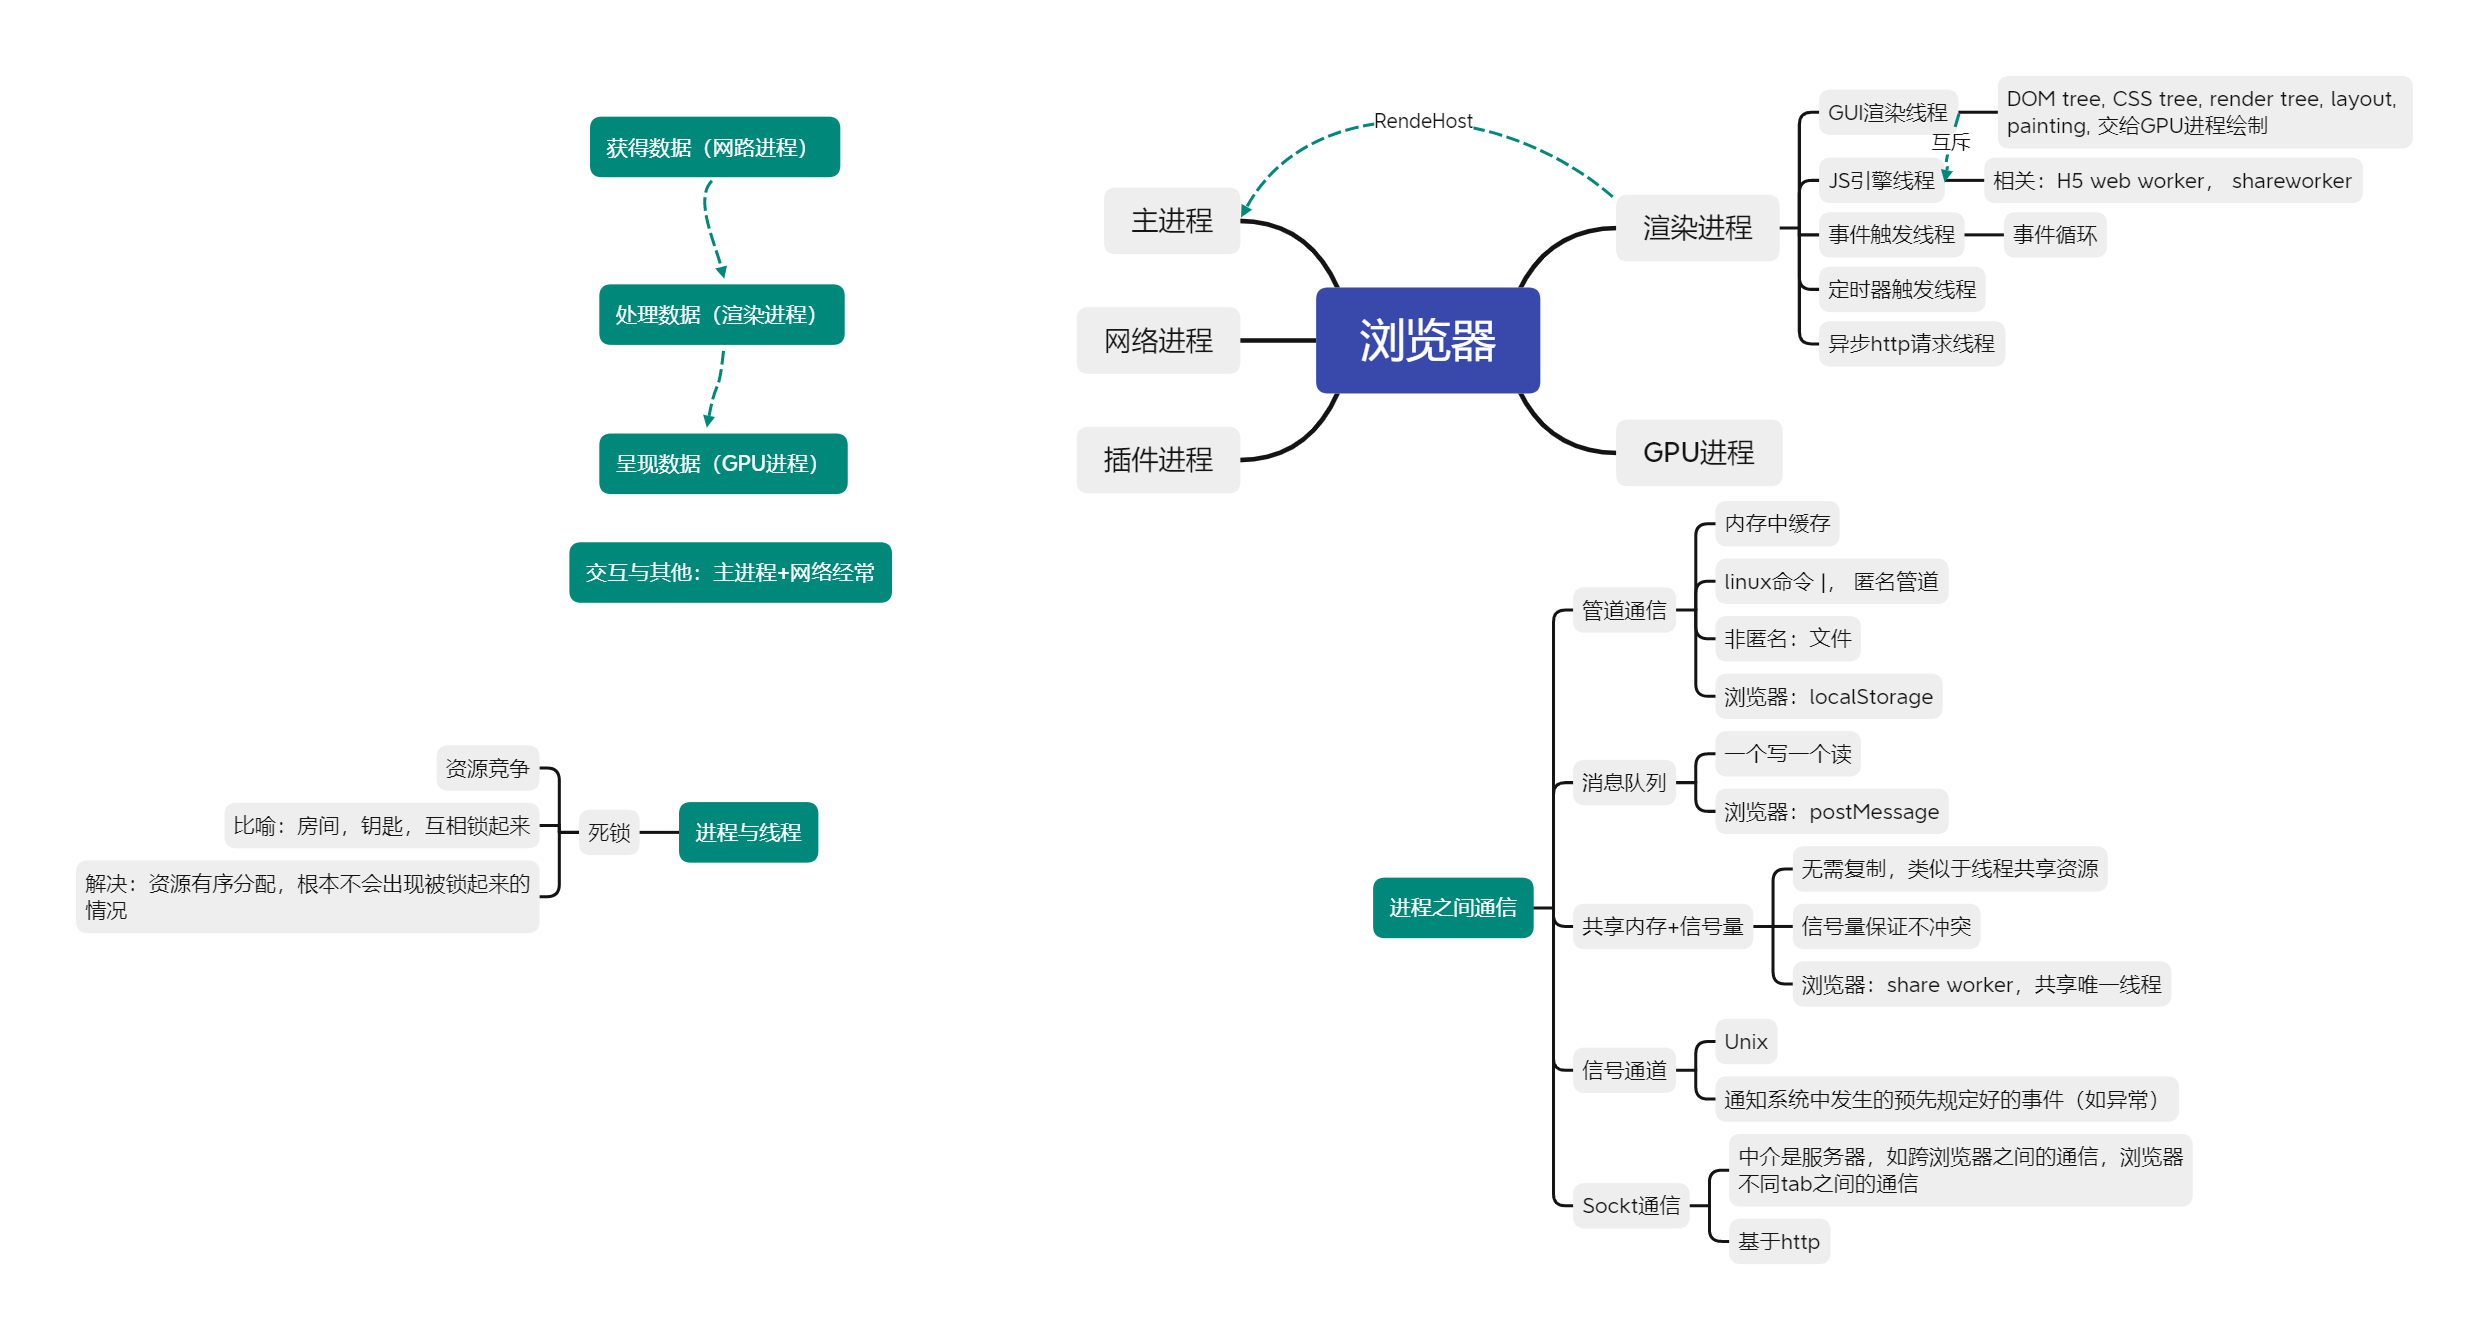 获得数据（网路进程）
处理数据（渲染进程）
呈现数据（GPU进程）
交互与其他：主进程+网络经常
RendeHost
主进程
网络进程
插件进程
浏览器
渲染进程
GUI渲染线程
DOM tree, CSS tree, render tree, layout,
painting, 交给GPU进程绘制
互斥
JS引擎线程
相关：H5 web worker， shareworker
事件触发线程
事件循环
定时器触发线程
异步http请求线程
GPU进程
资源竞争
比喻：房间，钥匙，互相锁起来
解决：资源有序分配，根本不会出现被锁起来的
情况
死锁
进程与线程
进程之间通信
管道通信
内存中缓存
linux命令 |， 匿名管道
非匿名：文件
浏览器：localStorage
消息队列
一个写一个读
浏览器：postMessage
共享内存+信号量
无需复制，类似于线程共享资源
信号量保证不冲突
浏览器：share worker，共享唯一线程
信号通道
Unix
通知系统中发生的预先规定好的事件（如异常）
Sockt通信
中介是服务器，如跨浏览器之间的通信，浏览器
不同tab之间的通信
基于http